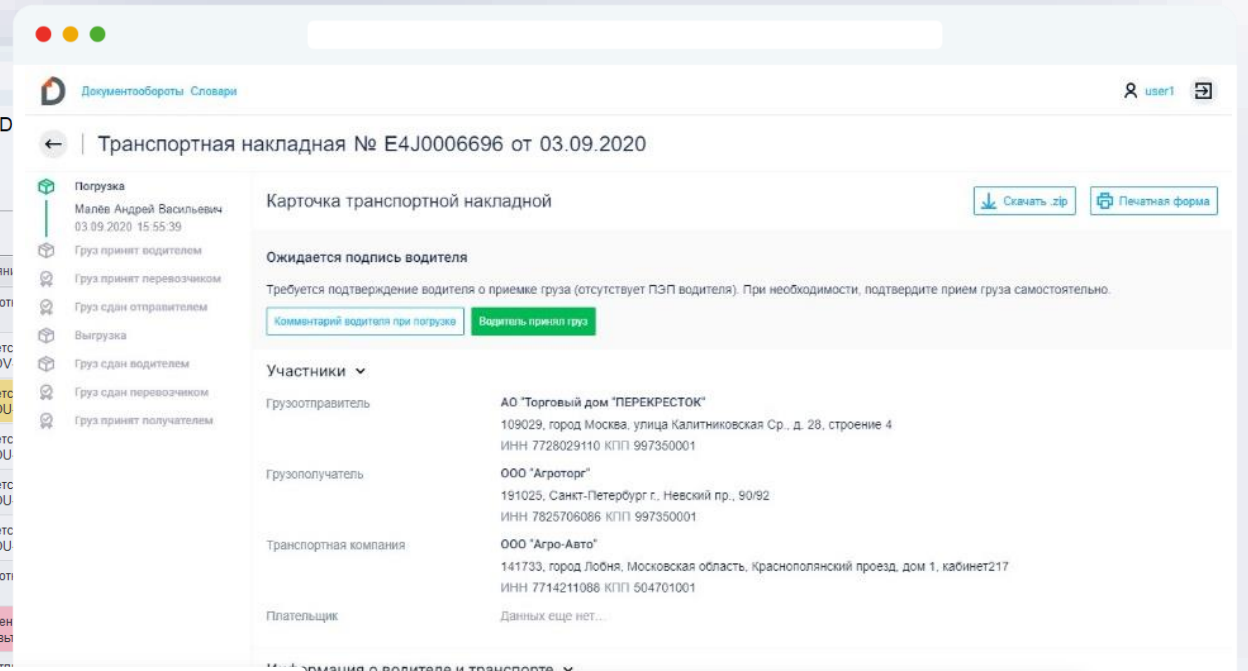 Документообороты Словари
user1
Транспортная накладная № E4J0006696 от 03.09.2020
Погрузка
Малёв Андрей Васильевич
03.09.2020 15:55:39
Груз принят водителем
Груз принят перевозчиком
Груз сдан отправителем
Выгрузка
Груз сдан водителем
Груз сдан перевозчиком
Груз принят получателем
Карточка транспортной накладной
Скачать .zip
Печатная форма
Ожидается подпись водителя
Требуется подтверждение водителя о приемке груза (отсутствует ПЭП водителя). При необходимости, подтвердите прием груза самостоятельно.
Комментарий водителя при погрузке
Водитель принял груз
Участники
Грузоотправитель
АО "Торговый дом "ПЕРЕКРЕСТОК"
109029, город Москва, улица Калитниковская Ср., д. 28, строение 4
ИНН 7728029110 КПП 997350001
Грузополучатель
ООО "Агроторг"
191025, Санкт-Петербург г., Невский пр., 90/92
ИНН 7825706086 КПП 997350001
Транспортная компания
ООО "Агро-Авто"
141733, город Лобня, Московская область, Краснополянский проезд, дом 1, кабинет217
ИНН 7714211088 КПП 504701001
Плательщик
Данных еще нет...
о водителе и транспорте